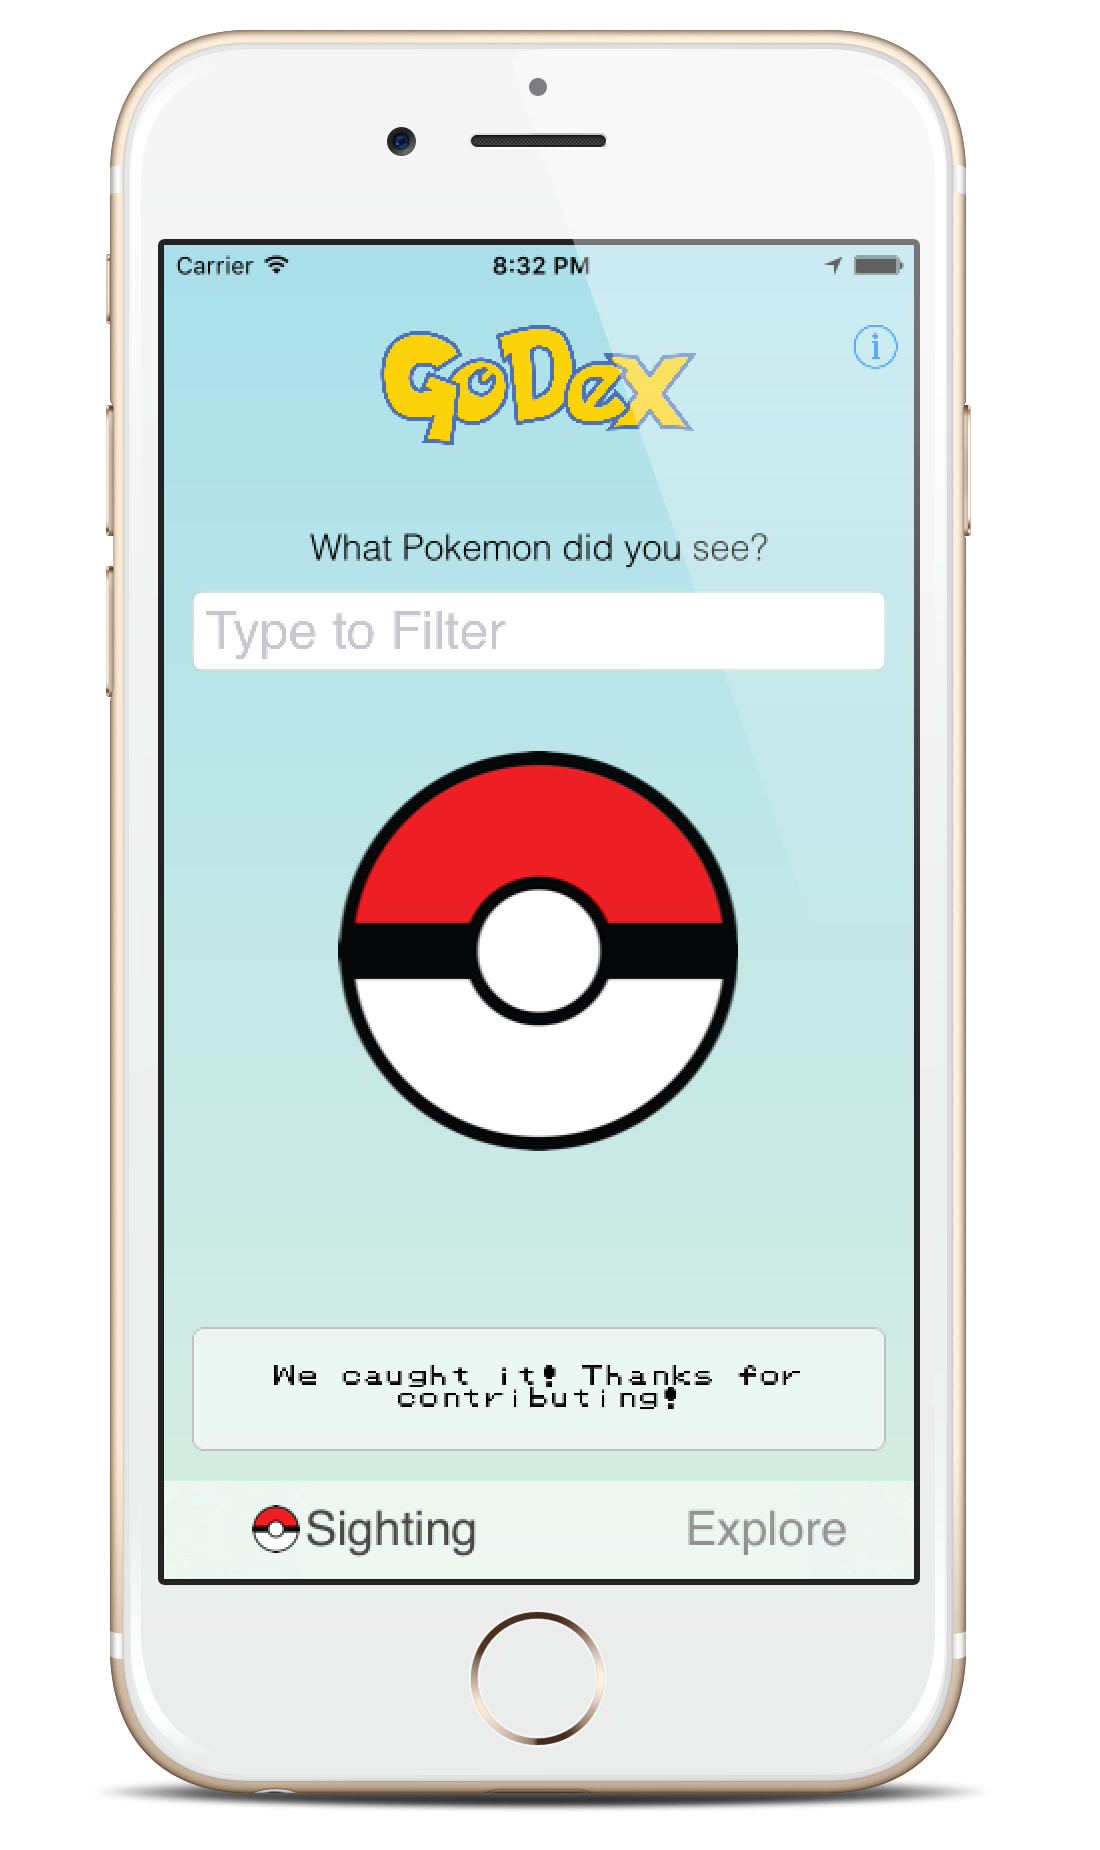 Carrier 8:32 PM
GoDex
i
What Pokemon did you see?
Type to Filter
We caught it! Thanks for
contributing!
Sighting Explore